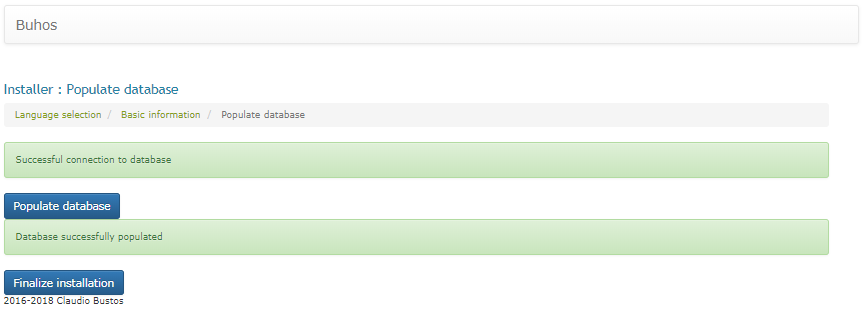 Buhos
Installer : Populate database
Language selection / Basic information / Populate database
Successful connection to database
Populate database
Database successfully populated
Finalize installation
2016-2018 Claudio Bustos